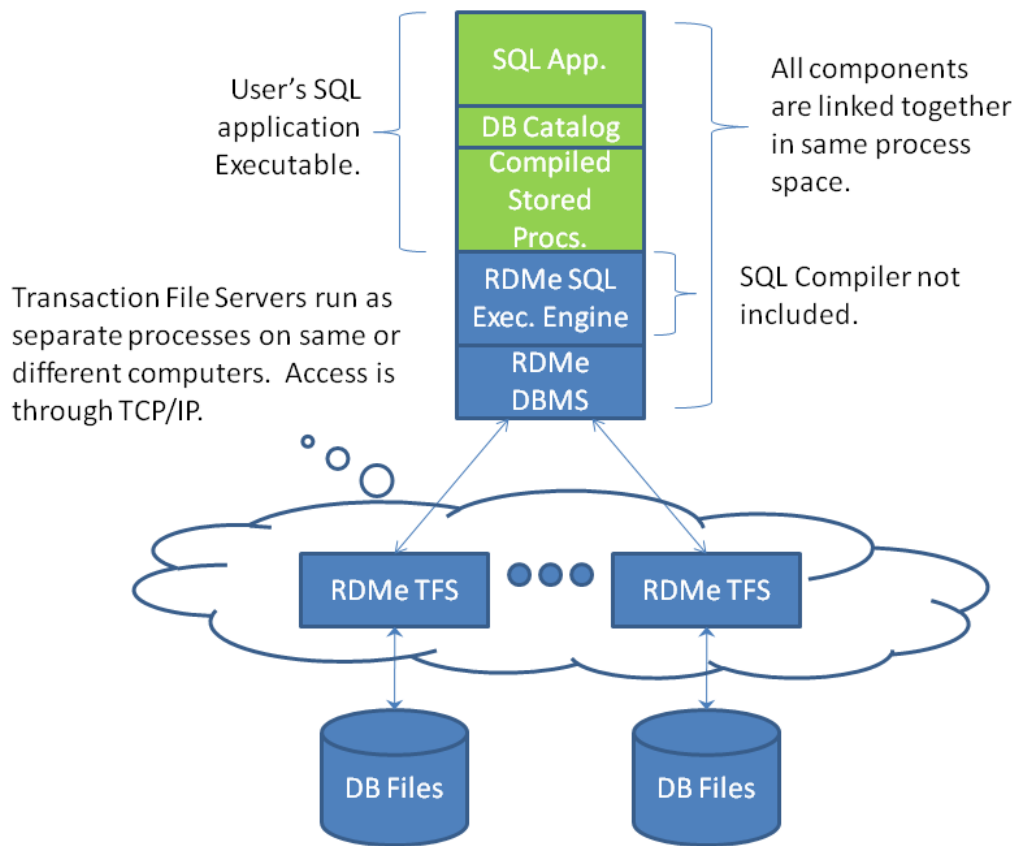 SQL App.
DB Catalog
Compiled
Stored
Procs.
RDMe SQL
Exec. Engine
RDMe
DBMS
User’s SQL
application
Executable.
All components
are linked together
in same process
space.
SQL Compiler not
included.
Transaction File Servers run as
separate processes on same or
different computers.  Access is
through TCP/IP.
RDMe TFS
RDMe TFS
DB Files
DB Files